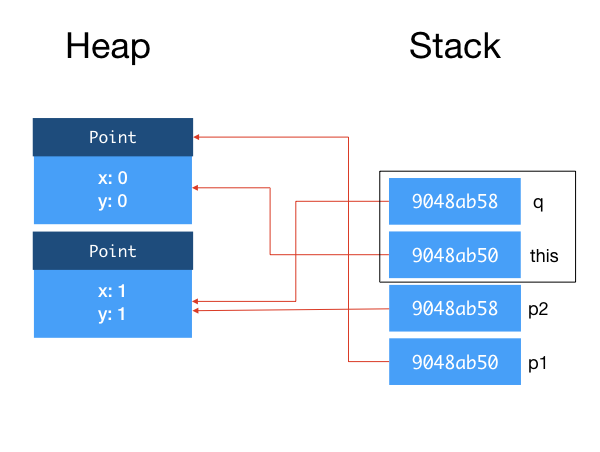 Heap
Stack
Point
x: 0
y: 0
Point
x: 1
y: 1
9048ab58 q
9048ab50 this
9048ab58 p2
9048ab50 p1